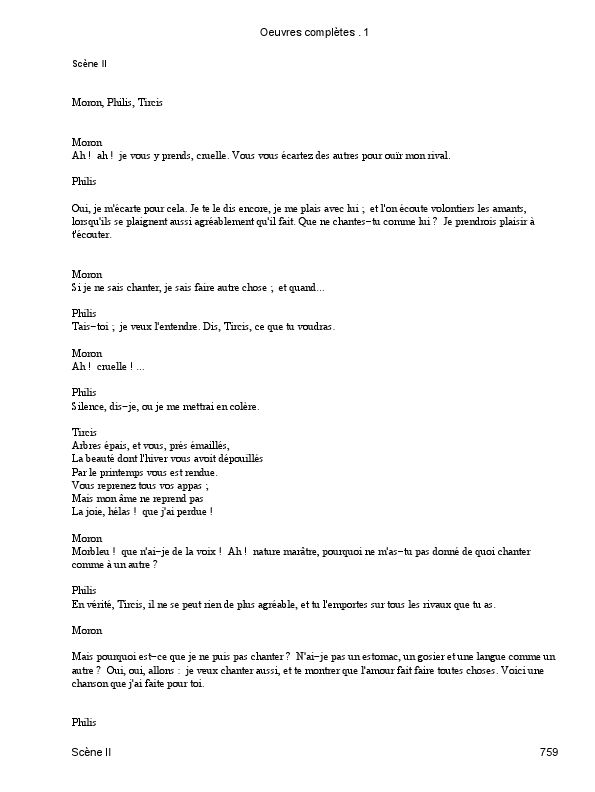 Oeuvres complètes . 1
Scène II
Moron, Philis, Tircis
Moron
Ah ! ah ! je vous y prends, cruelle. Vous vous écartez des autres pour ouïr mon rival.
Philis
Oui, je m'écarte pour cela. Je te le dis encore, je me plais avec lui ; et l'on écoute volontiers les amants,
lorsqu'ils se plaignent aussi agréablement qu'il fait. Que ne chantes-tu comme lui ? Je prendrois plaisir à
t'écouter.
Moron
Si je ne sais chanter, je sais faire autre chose ; et quand...
Philis
Tais-toi ; je veux l'entendre. Dis, Tircis, ce que tu voudras.
Moron
Ah ! cruelle ! ...
Philis
Silence, dis-je, ou je me mettrai en colère.
Tircis
Arbres épais, et vous, prés émaillés,
La beauté dont l'hiver vous avoit dépouillés
Par le printemps vous est rendue.
Vous reprenez tous vos appas ;
Mais mon âme ne reprend pas
La joie, hélas ! que j'ai perdue !
Moron
Morbleu ! que n'ai-je de la voix ! Ah ! nature marâtre, pourquoi ne m'as-tu pas donné de quoi chanter
comme à un autre ?
Philis
En vérité, Tircis, il ne se peut rien de plus agréable, et tu l'emportes sur tous les rivaux que tu as.
Moron
Mais pourquoi est-ce que je ne puis pas chanter ? N'ai-je pas un estomac, un gosier et une langue comme un
autre ? Oui, oui, allons : je veux chanter aussi, et te montrer que l'amour fait faire toutes choses. Voici une
chanson que j'ai faite pour toi.
Philis
Scène II 759